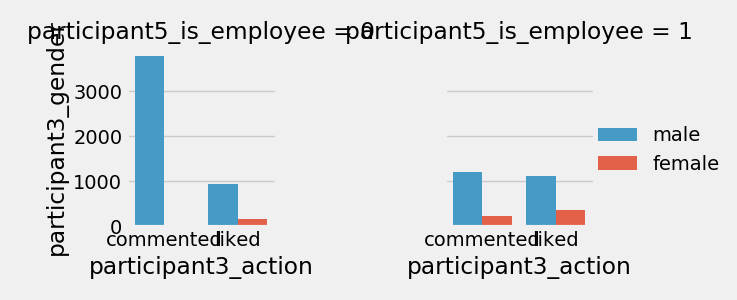 participant5_is_employee = 0
participant5_is_employee = 1
participant3_gender
3000
2000
1000
0
commented
liked
commented
liked
participant3_action
participant3_action
male
female